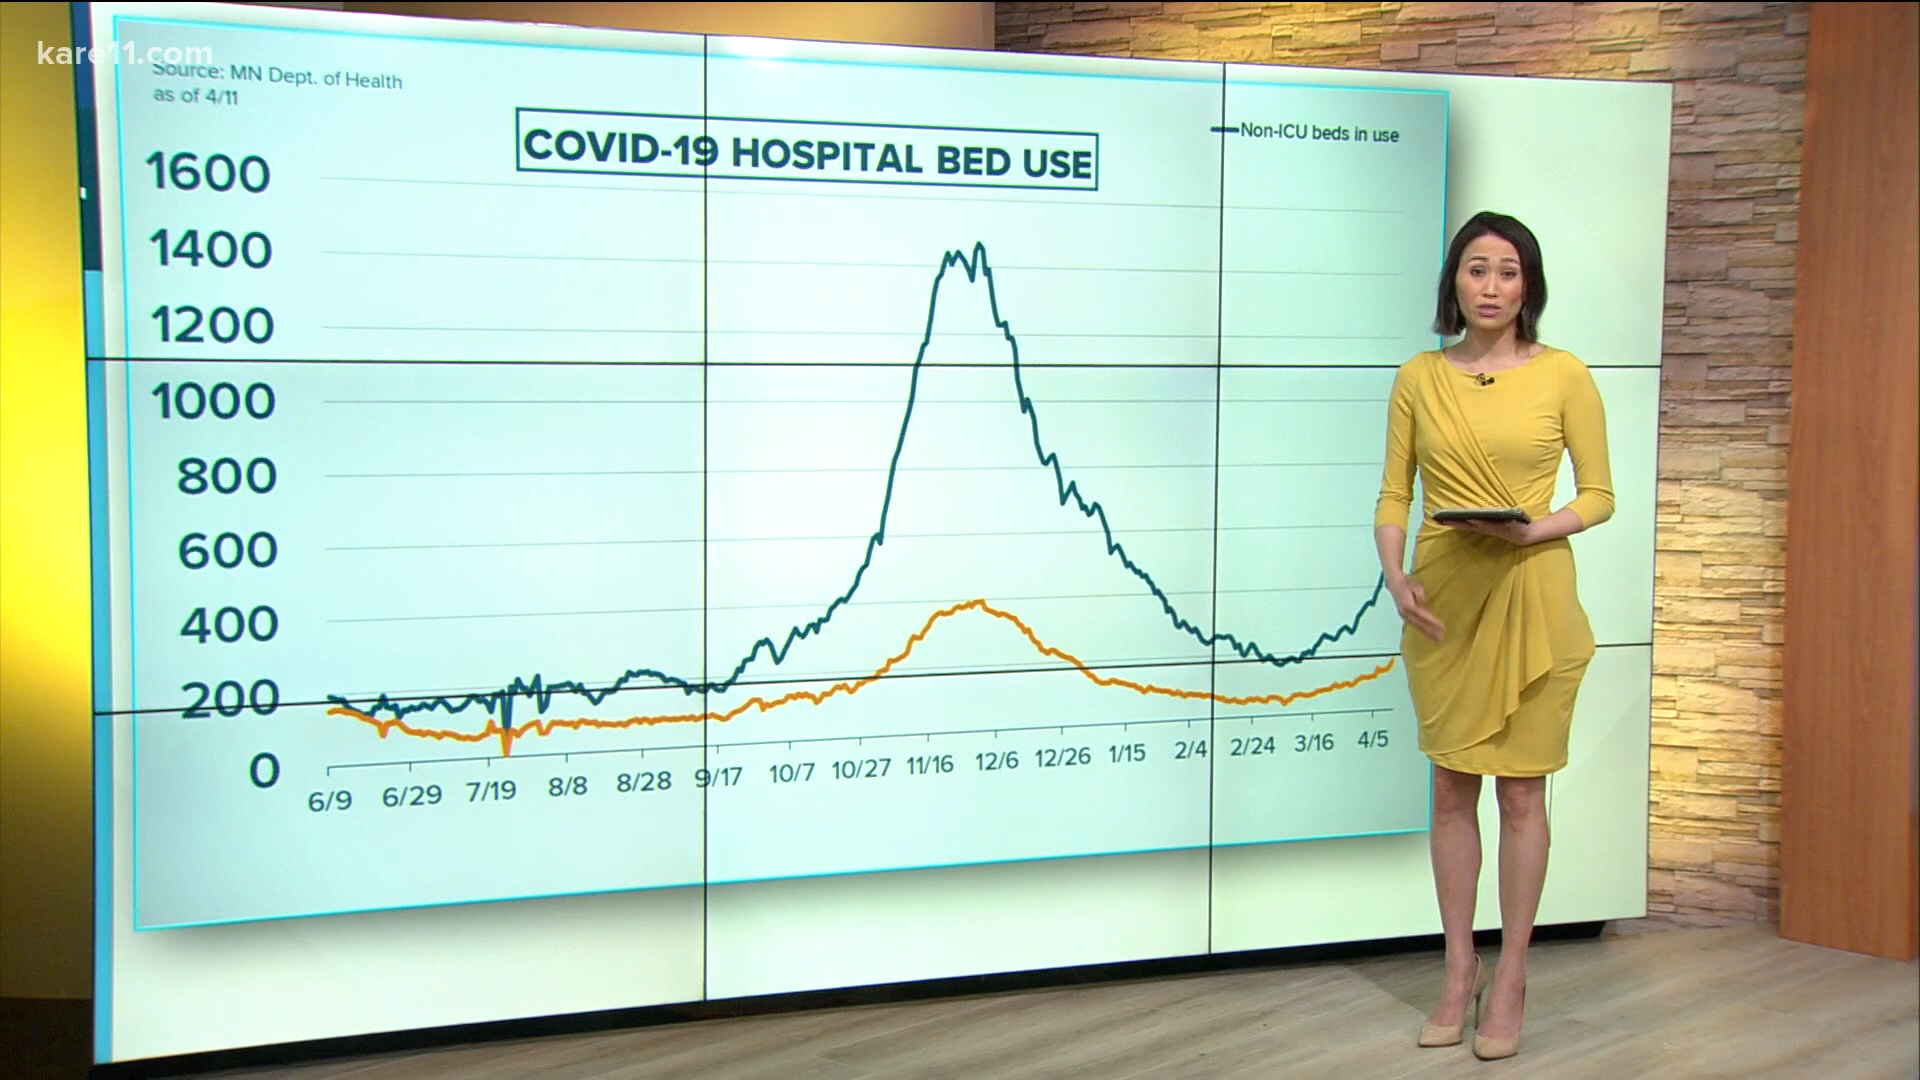 kare11.com
Source: MN Dept. of Health
as of 4/11
COVID-19 HOSPITAL BED USE
Non-ICU beds in use
1600
1400
1200
1000
800
600
400
200
0
6/9 6/29 7/19 8/8 8/28 9/17 10/7 10/27 11/16 12/6 12/26 1/15 2/4 2/24 3/16 4/5